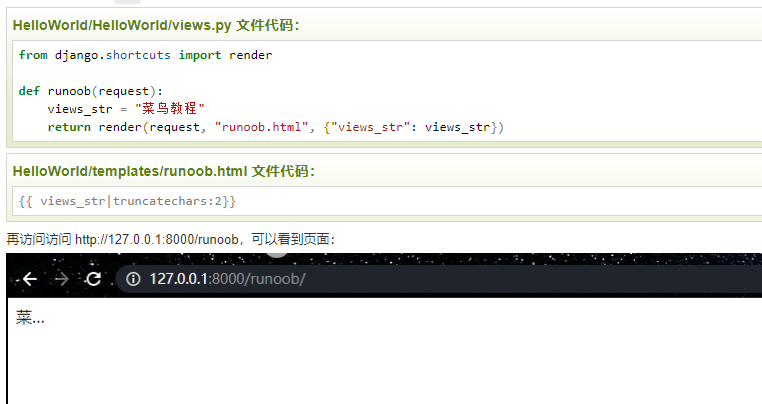 HelloWorld/HelloWorld/views.py 文件代码：
from django.shortcuts import render
def runoob(request):
    views_str = "菜鸟教程"
    return render(request, "runoob.html", {"views_str": views_str})
HelloWorld/templates/runoob.html 文件代码：
{{ views_str|truncatechars:2}}
再访问访问 http://127.0.0.1:8000/runoob，可以看到页面：
127.0.0.1:8000/runoob/
菜…